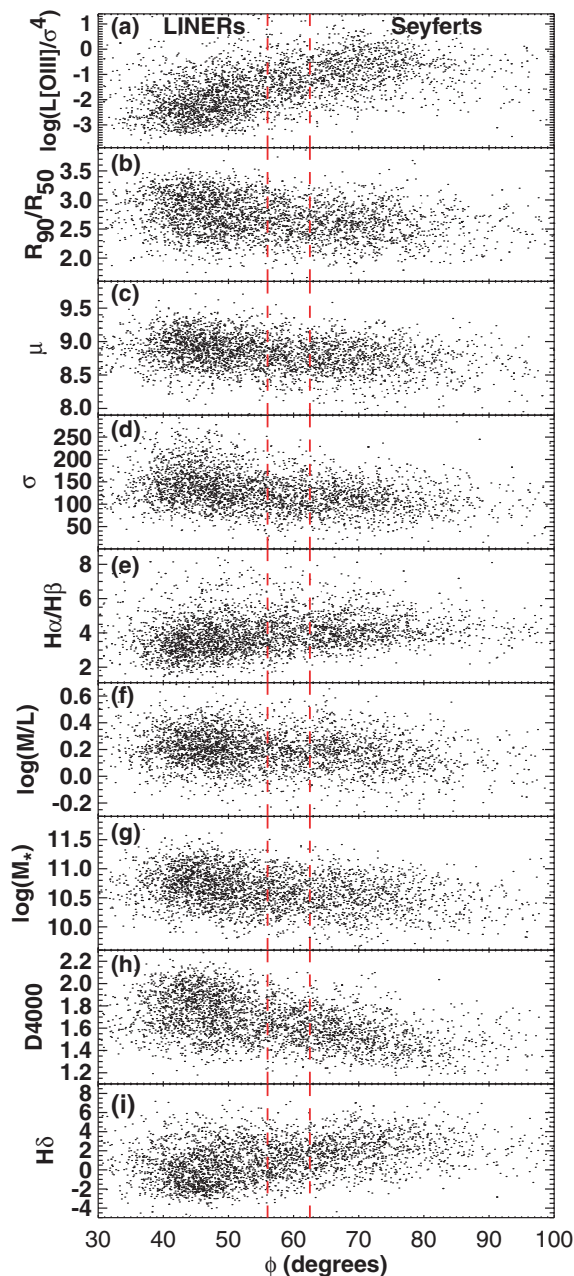 (a) LINERs Seyferts
log(L[OIII]/σ⁴)
1
0
-1
-2
-3
(b)
R90/R50
3.5
3.0
2.5
2.0
(c)
μ
9.5
9.0
8.5
8.0
(d)
σ
250
200
150
100
50
(e)
Hα/Hβ
8
6
4
2
(f)
log(M/L)
0.6
0.4
0.2
0.0
-0.2
(g)
log(M*)
11.5
11.0
10.5
10.0
(h)
D4000
2.2
2.0
1.8
1.6
1.4
1.2
(i)
Hδ
8
6
4
2
0
-2
-4
30 40 50 60 70 80 90 100
ϕ (degrees)